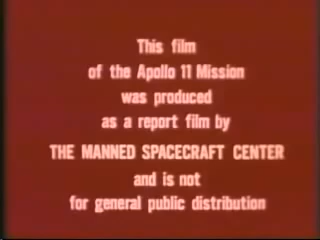 This film
of the Apollo 11 Mission
was produced
as a report film by
THE MANNED SPACECRAFT CENTER
and is not
for general public distribution